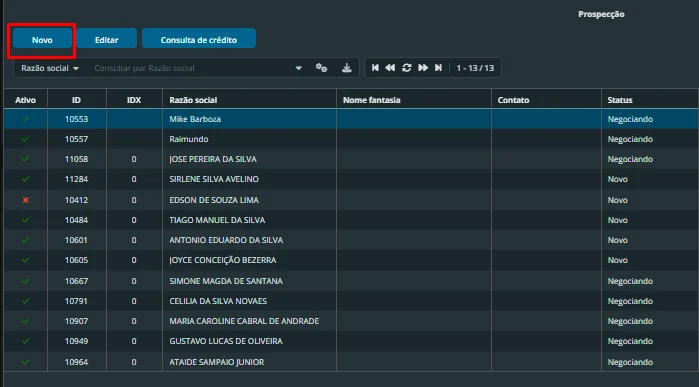 Prospecção
Novo Editar Consulta de crédito
Razão social Consultar por Razão social 1 - 13 / 13
Ativo ID IDX Razão social Nome fantasia Contato Status
10553 Mike Barboza Negociando
10557 Raimundo Negociando
11058 0 JOSE PEREIRA DA SILVA Negociando
11284 0 SIRLENE SILVA AVELINO Novo
10412 0 EDSON DE SOUZA LIMA Novo
10484 0 TIAGO MANUEL DA SILVA Novo
10601 0 ANTONIO EDUARDO DA SILVA Novo
10605 0 JOYCE CONCEIÇÃO BEZERRA Novo
10667 0 SIMONE MAGDA DE SANTANA Negociando
10791 0 CELILIA DA SILVA NOVAES Negociando
10907 0 MARIA CAROLINE CABRAL DE ANDRADE Negociando
10949 0 GUSTAVO LUCAS DE OLIVEIRA Negociando
10964 0 ATAIDE SAMPAIO JUNIOR Negociando